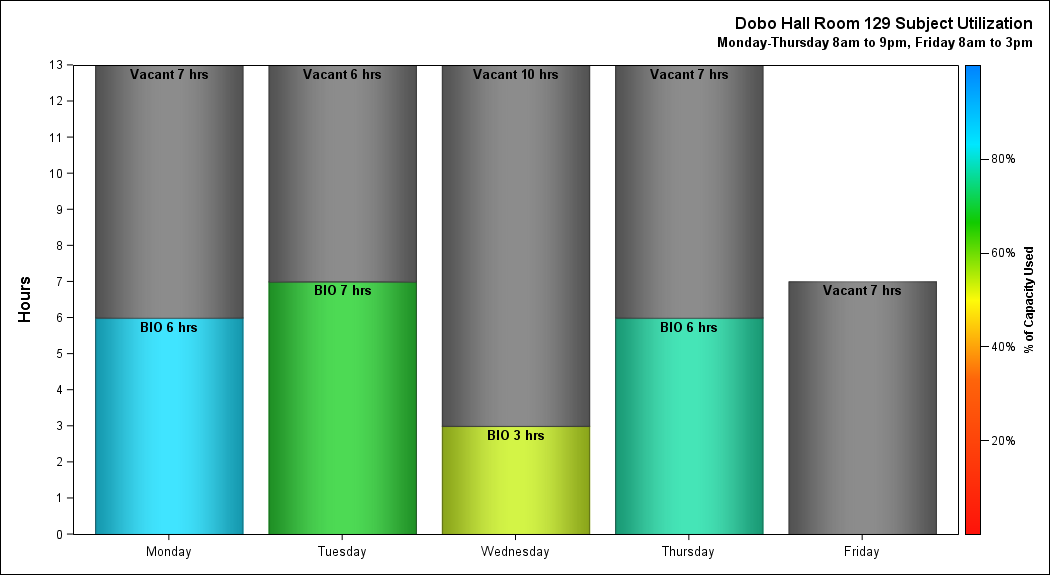 Dobo Hall Room 129 Subject Utilization
Monday-Thursday 8am to 9pm, Friday 8am to 3pm
Hours
13
12
11
10
9
8
7
6
5
4
3
2
1
0
Vacant 7 hrs
BIO 6 hrs
Vacant 6 hrs
BIO 7 hrs
Vacant 10 hrs
BIO 3 hrs
Vacant 7 hrs
BIO 6 hrs
Vacant 7 hrs
Monday
Tuesday
Wednesday
Thursday
Friday
80%
60%
40%
20%
% of Capacity Used